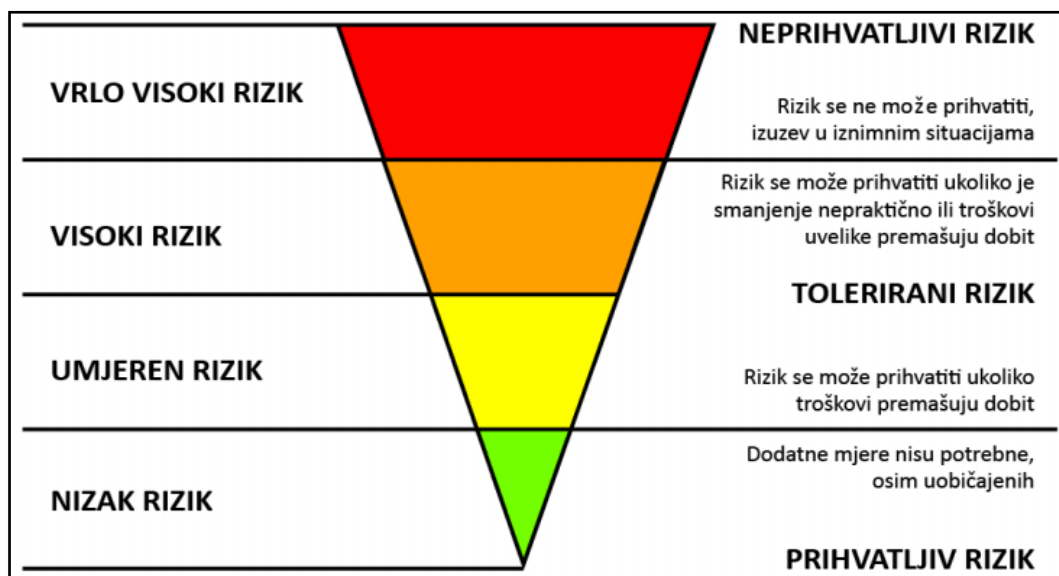 NEPRIHVATLJIVI RIZIK
VRLO VISOKI RIZIK
Rizik se ne može prihvatiti,
izuzev u iznimnim situacijama
Rizik se može prihvatiti ukoliko je
smanjenje nepraktično ili troškovi
uvelike premašuju dobit
VISOKI RIZIK
TOLERIRANI RIZIK
UMJEREN RIZIK
Rizik se može prihvatiti ukoliko
troškovi premašuju dobit
Dodatne mjere nisu potrebne,
osim uobičajenih
NIZAK RIZIK
PRIHVATLJIV RIZIK